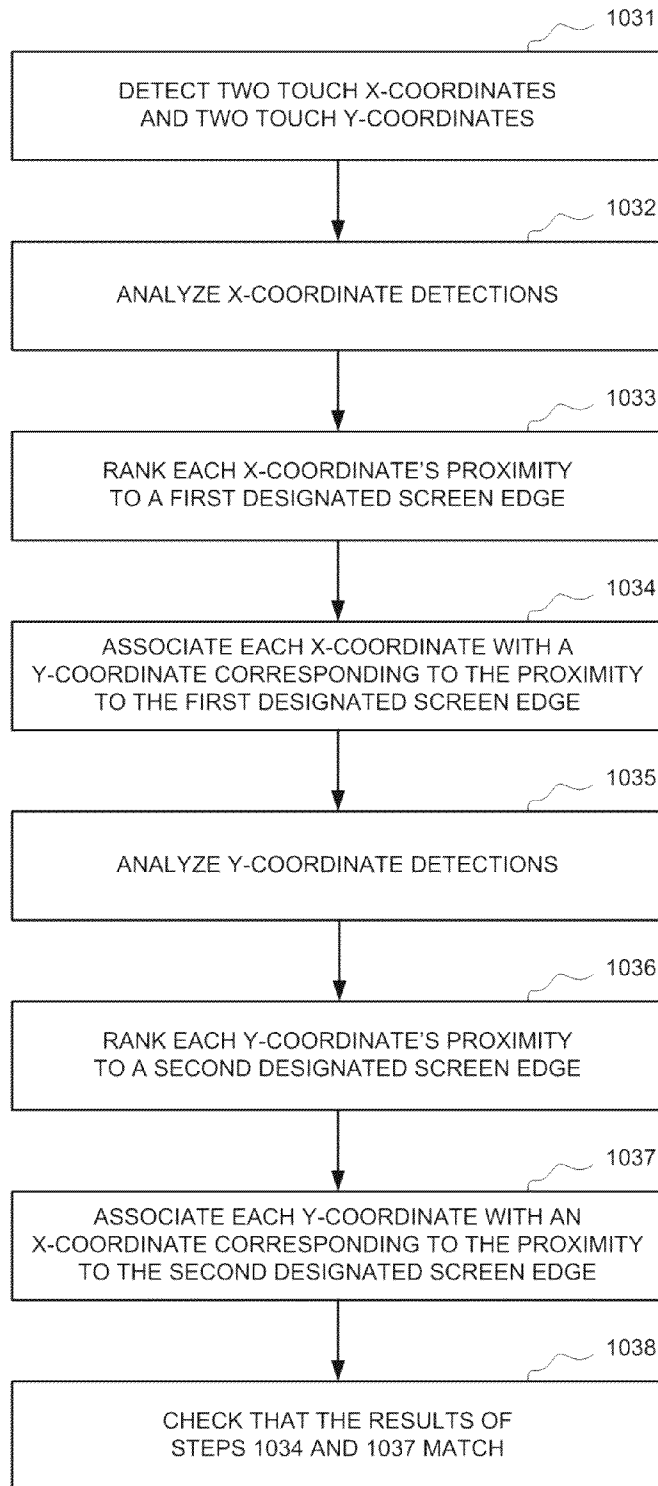 1031
DETECT TWO TOUCH X-COORDINATES
AND TWO TOUCH Y-COORDINATES
1032
ANALYZE X-COORDINATE DETECTIONS
1033
RANK EACH X-COORDINATE'S PROXIMITY
TO A FIRST DESIGNATED SCREEN EDGE
1034
ASSOCIATE EACH X-COORDINATE WITH A
Y-COORDINATE CORRESPONDING TO THE PROXIMITY
TO THE FIRST DESIGNATED SCREEN EDGE
1035
ANALYZE Y-COORDINATE DETECTIONS
1036
RANK EACH Y-COORDINATE'S PROXIMITY
TO A SECOND DESIGNATED SCREEN EDGE
1037
ASSOCIATE EACH Y-COORDINATE WITH AN
X-COORDINATE CORRESPONDING TO THE PROXIMITY
TO THE SECOND DESIGNATED SCREEN EDGE
1038
CHECK THAT THE RESULTS OF
STEPS 1034 AND 1037 MATCH